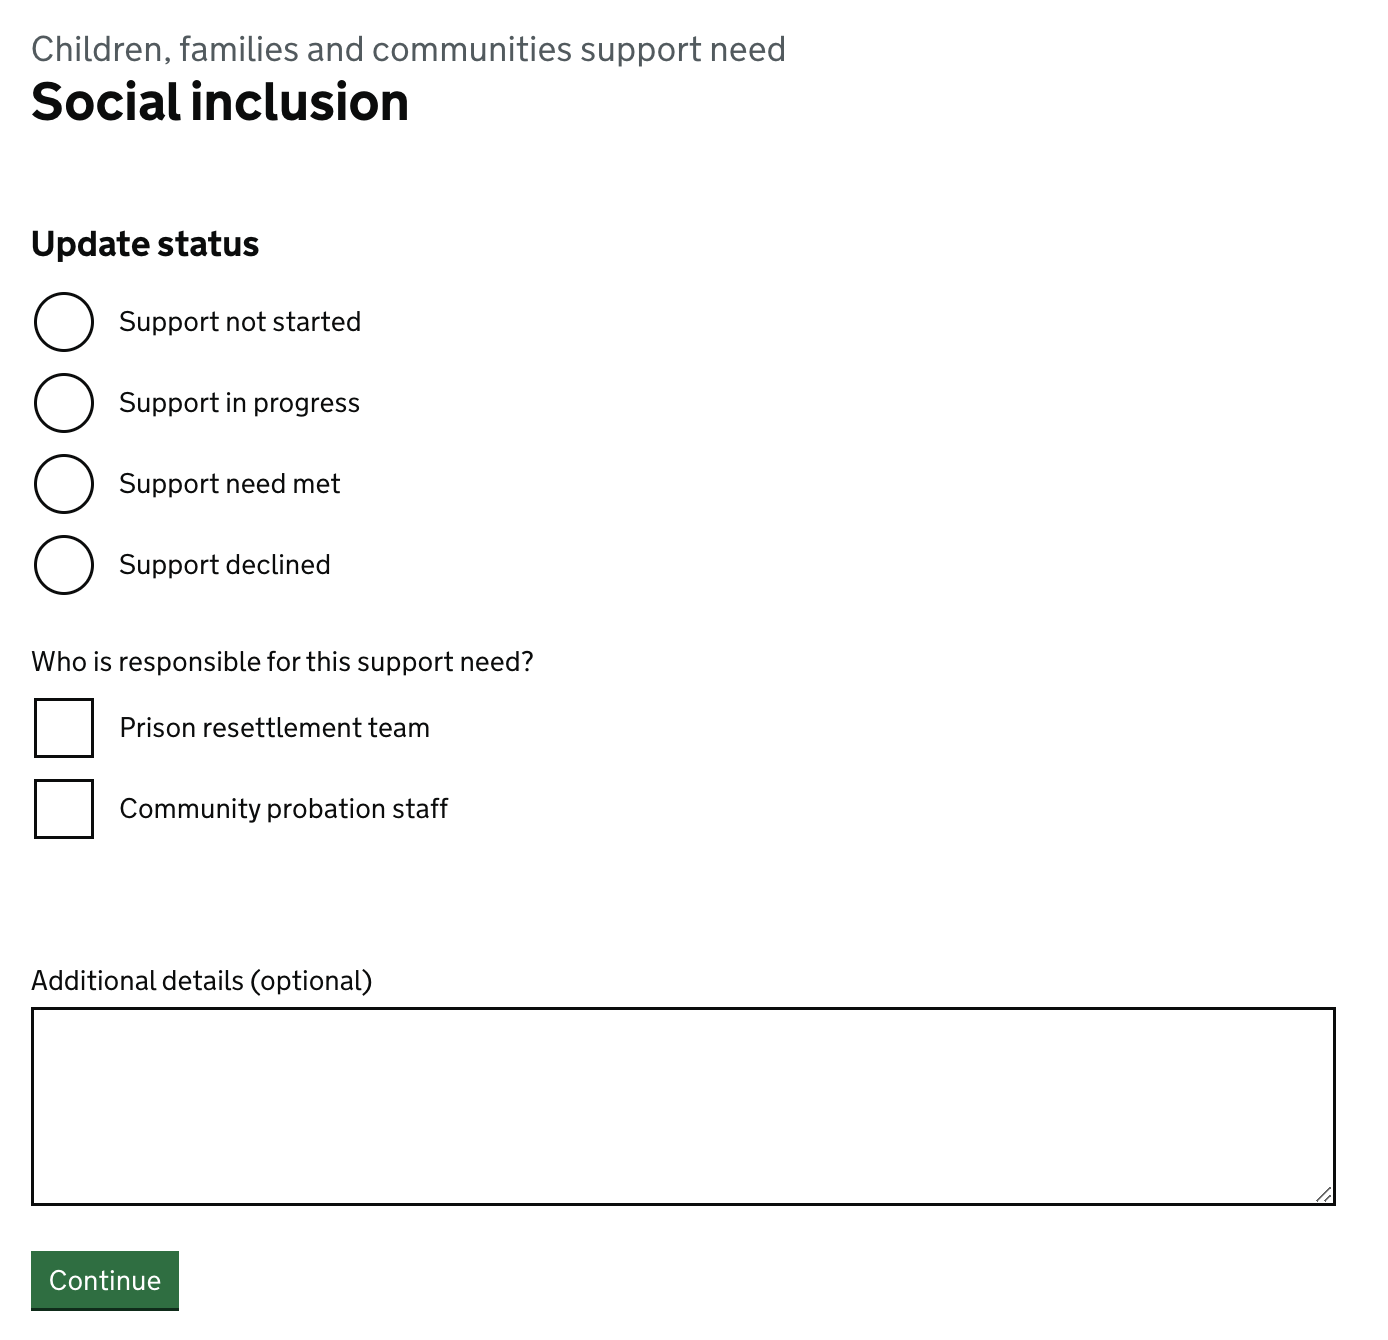 Children, families and communities support need
Social inclusion
Update status
Support not started
Support in progress
Support need met
Support declined
Who is responsible for this support need?
Prison resettlement team
Community probation staff
Additional details (optional)
Continue